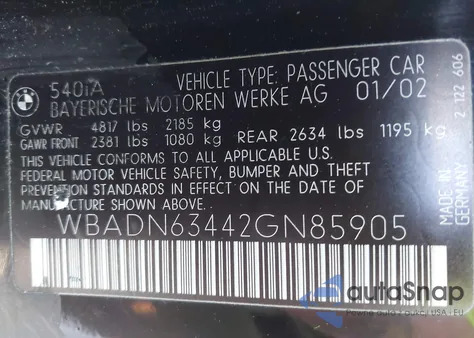 540iA VEHICLE TYPE: PASSENGER CAR
BAYERISCHE MOTOREN WERKE AG 01/02
GVWR 4817 lbs 2185 kg
GAWR FRONT 2381 lbs 1080 kg REAR 2634 lbs 1195 kg
THIS VEHICLE CONFORMS TO ALL APPLICABLE U.S.
FEDERAL MOTOR VEHICLE SAFETY, BUMPER AND THEFT
PREVENTION STANDARDS IN EFFECT ON THE DATE OF
MANUFACTURE SHOWN ABOVE.
WBADN63442GN85905
MADE IN
GERMANY
2 122 606
autoSnap